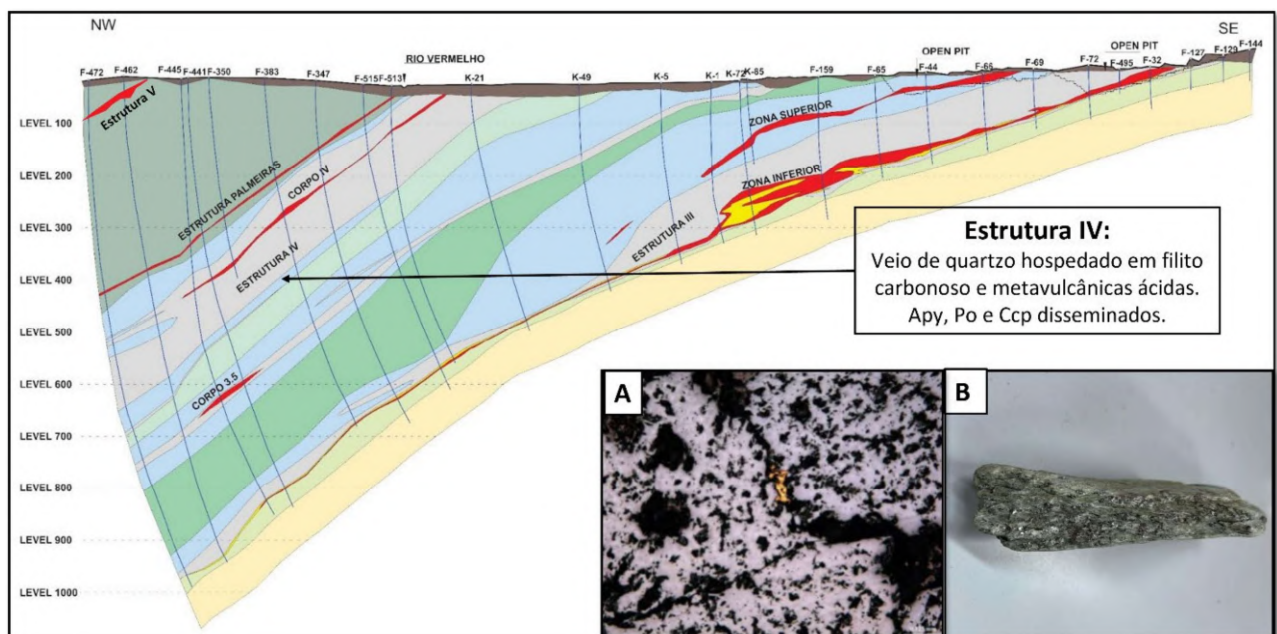 NW
SE
RIO VERMELHO
OPEN PIT
OPEN PIT
F-472
F-462
F-445
F-441
F-350
F-383
F-347
F-515
F-513
K-21
K-49
K-5
K-1
K-72
K-85
F-159
F-65
F-44
F-66
F-69
F-72
F-495
F-32
F-127
F-129
F-144
Estrutura V
LEVEL 100
LEVEL 200
LEVEL 300
LEVEL 400
LEVEL 500
LEVEL 600
LEVEL 700
LEVEL 800
LEVEL 900
LEVEL 1000
ESTRUTURA PALMEIRAS
CORPO IV
ESTRUTURA IV
CORPO 3.5
ZONA SUPERIOR
ZONA INFERIOR
ESTRUTURA III
Estrutura IV:
Veio de quartzo hospedado em filito
carbonoso e metavulcânicas ácidas.
Apy, Po e Ccp disseminados.
A
B